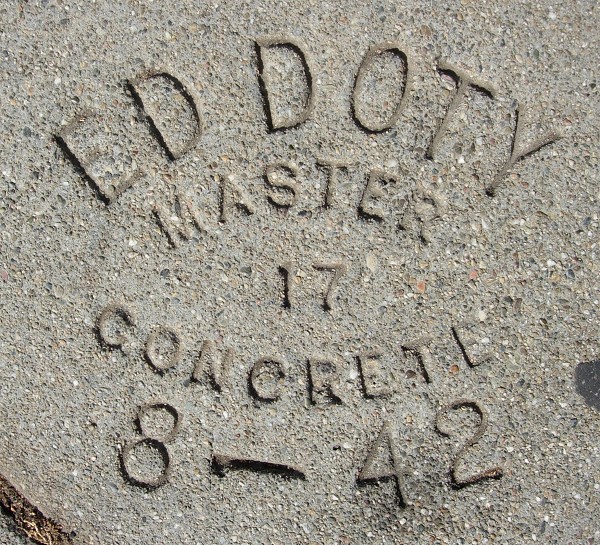 ED DOTY
MASTER
17
CONCRETE
8-42